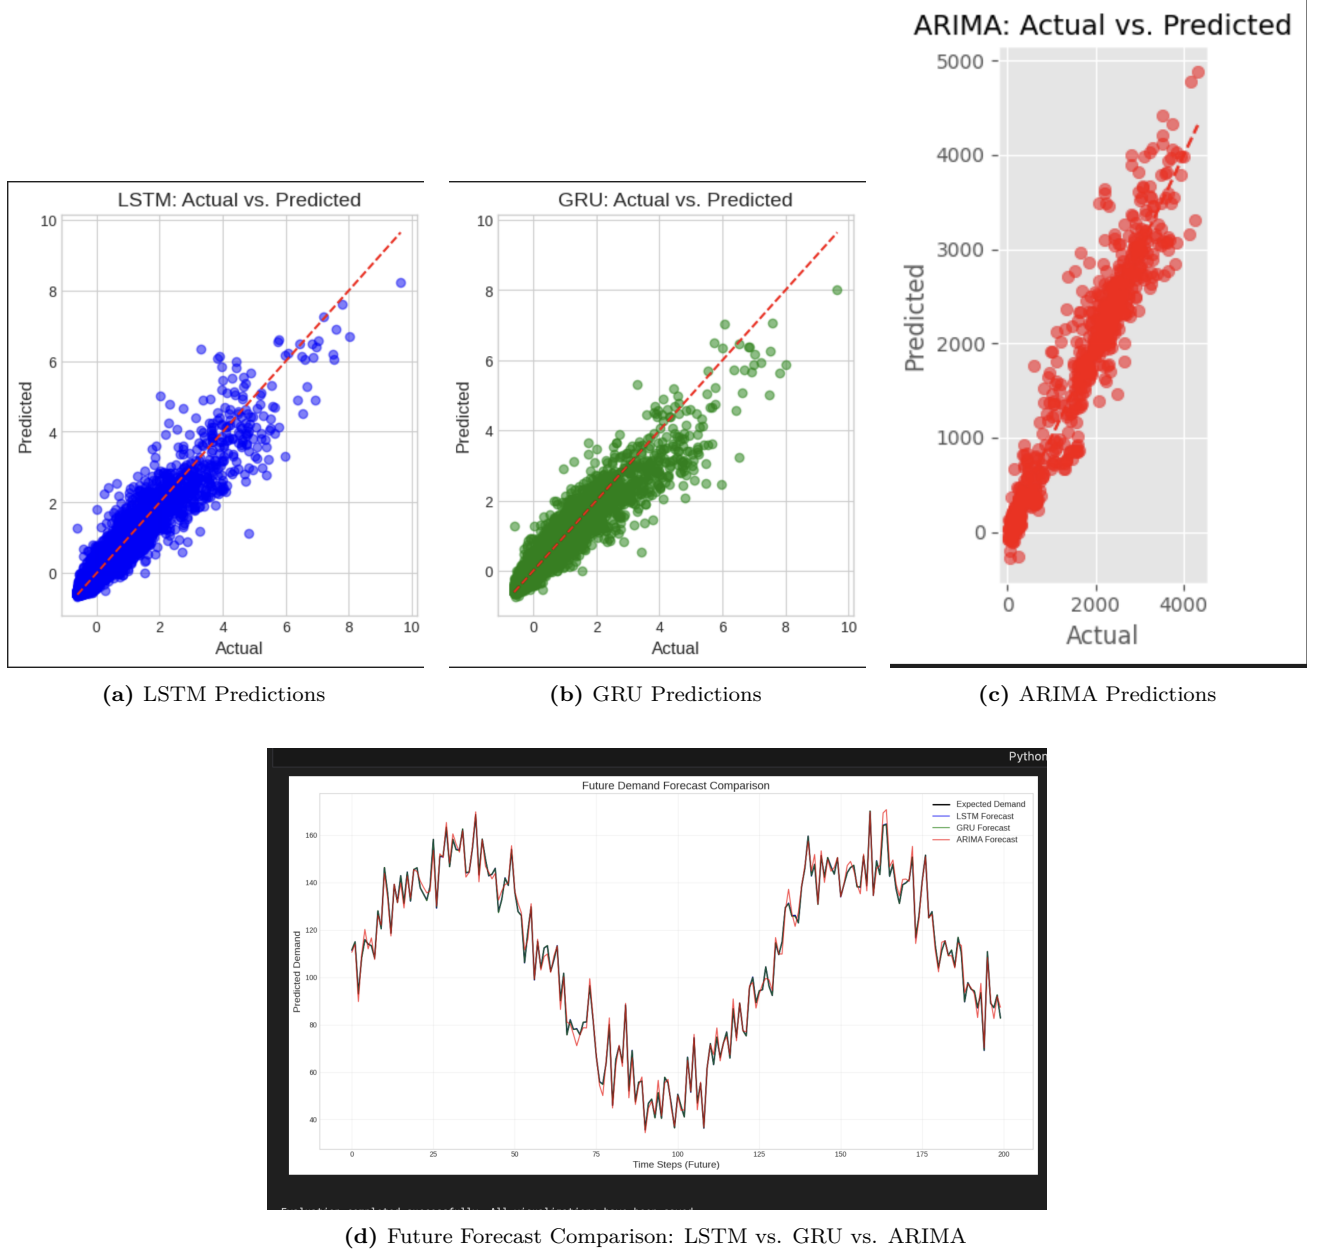 ARIMA: Actual vs. Predicted
5000
4000
3000
2000
1000
0
Predicted
0 2000 4000
Actual
LSTM: Actual vs. Predicted
10
8
6
4
2
0
Predicted
0 2 4 6 8 10
Actual
GRU: Actual vs. Predicted
10
8
6
4
2
0
Predicted
0 2 4 6 8 10
Actual
(a) LSTM Predictions
(b) GRU Predictions
(c) ARIMA Predictions
Python
Future Demand Forecast Comparison
Expected Demand
LSTM Forecast
GRU Forecast
ARIMA Forecast
160
140
120
100
80
60
40
Predicted Demand
0 25 50 75 100 125 150 175 200
Time Steps (Future)
(d) Future Forecast Comparison: LSTM vs. GRU vs. ARIMA